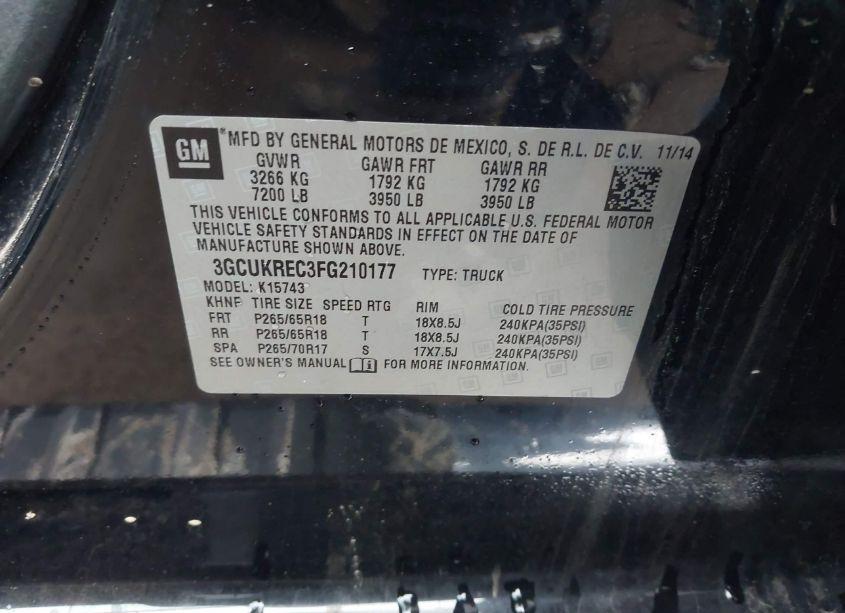 GM *MFD BY GENERAL MOTORS DE MEXICO, S. DE R.L. DE C.V. 11/14
GVWR GAWR FRT GAWR RR
3266 KG 1792 KG 1792 KG
7200 LB 3950 LB 3950 LB
THIS VEHICLE CONFORMS TO ALL APPLICABLE U.S. FEDERAL MOTOR
VEHICLE SAFETY STANDARDS IN EFFECT ON THE DATE OF
MANUFACTURE SHOWN ABOVE.
3GCUKREC3FG210177 TYPE: TRUCK
MODEL: K15743
KHNF TIRE SIZE SPEED RTG RIM COLD TIRE PRESSURE
FRT P265/65R18 T 18X8.5J 240KPA(35PSI)
RR P265/65R18 T 18X8.5J 240KPA(35PSI)
SPA P265/70R17 S 17X7.5J 240KPA(35PSI)
SEE OWNER'S MANUAL i FOR MORE INFORMATION.